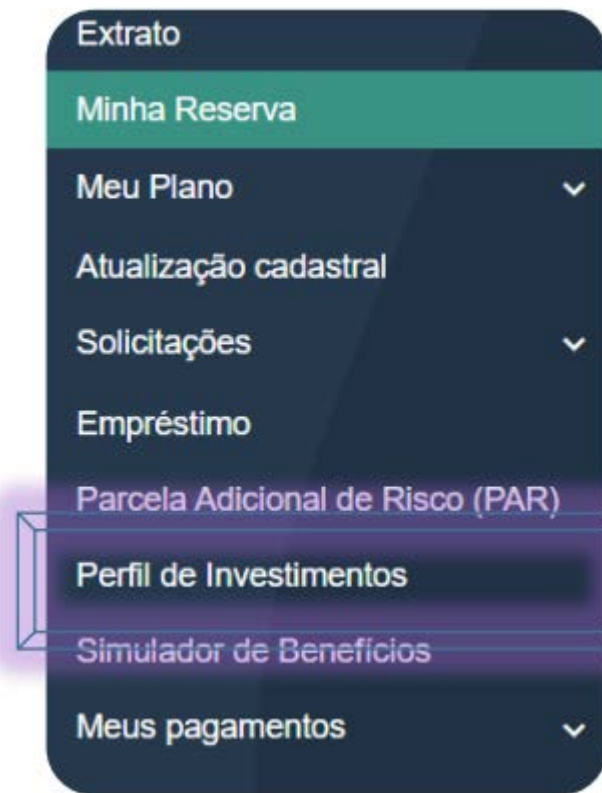 Extrato
Minha Reserva
Meu Plano
Atualização cadastral
Solicitações
Empréstimo
Parcela Adicional de Risco (PAR)
Perfil de Investimentos
Simulador de Benefícios
Meus pagamentos